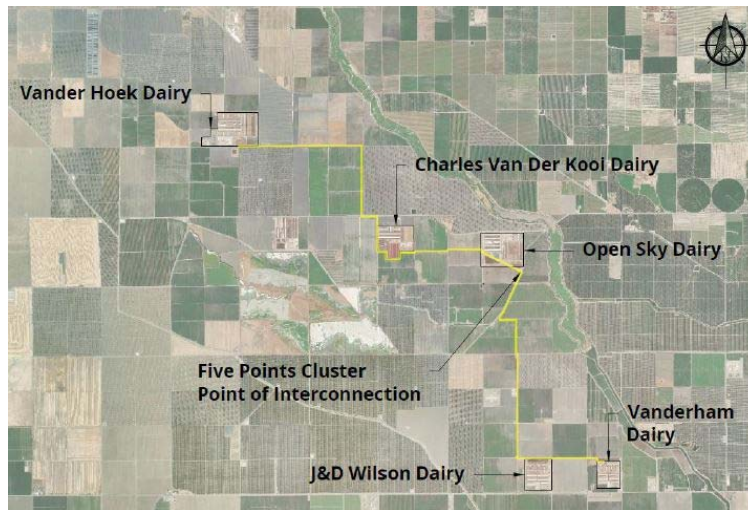 Vander Hoek Dairy
Charles Van Der Kooi Dairy
Open Sky Dairy
Five Points Cluster
Point of Interconnection
Vanderham
Dairy
J&D Wilson Dairy